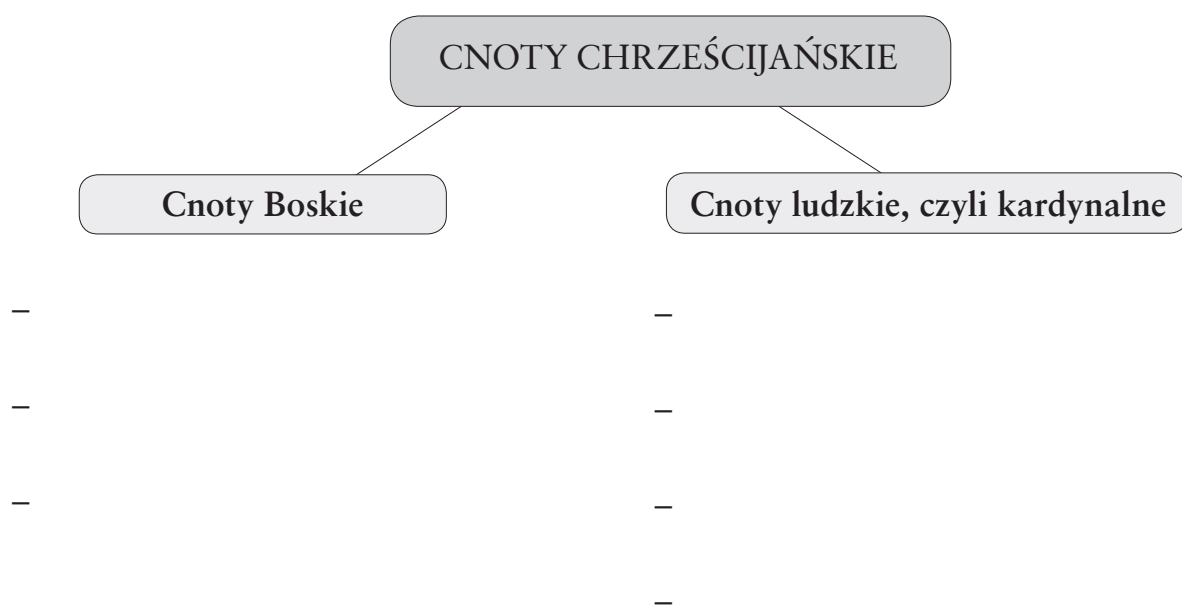 CNOTY CHRZEŚCIJAŃSKIE
Cnoty Boskie
Cnoty ludzkie, czyli kardynalne
–
–
–
–
–
–
–